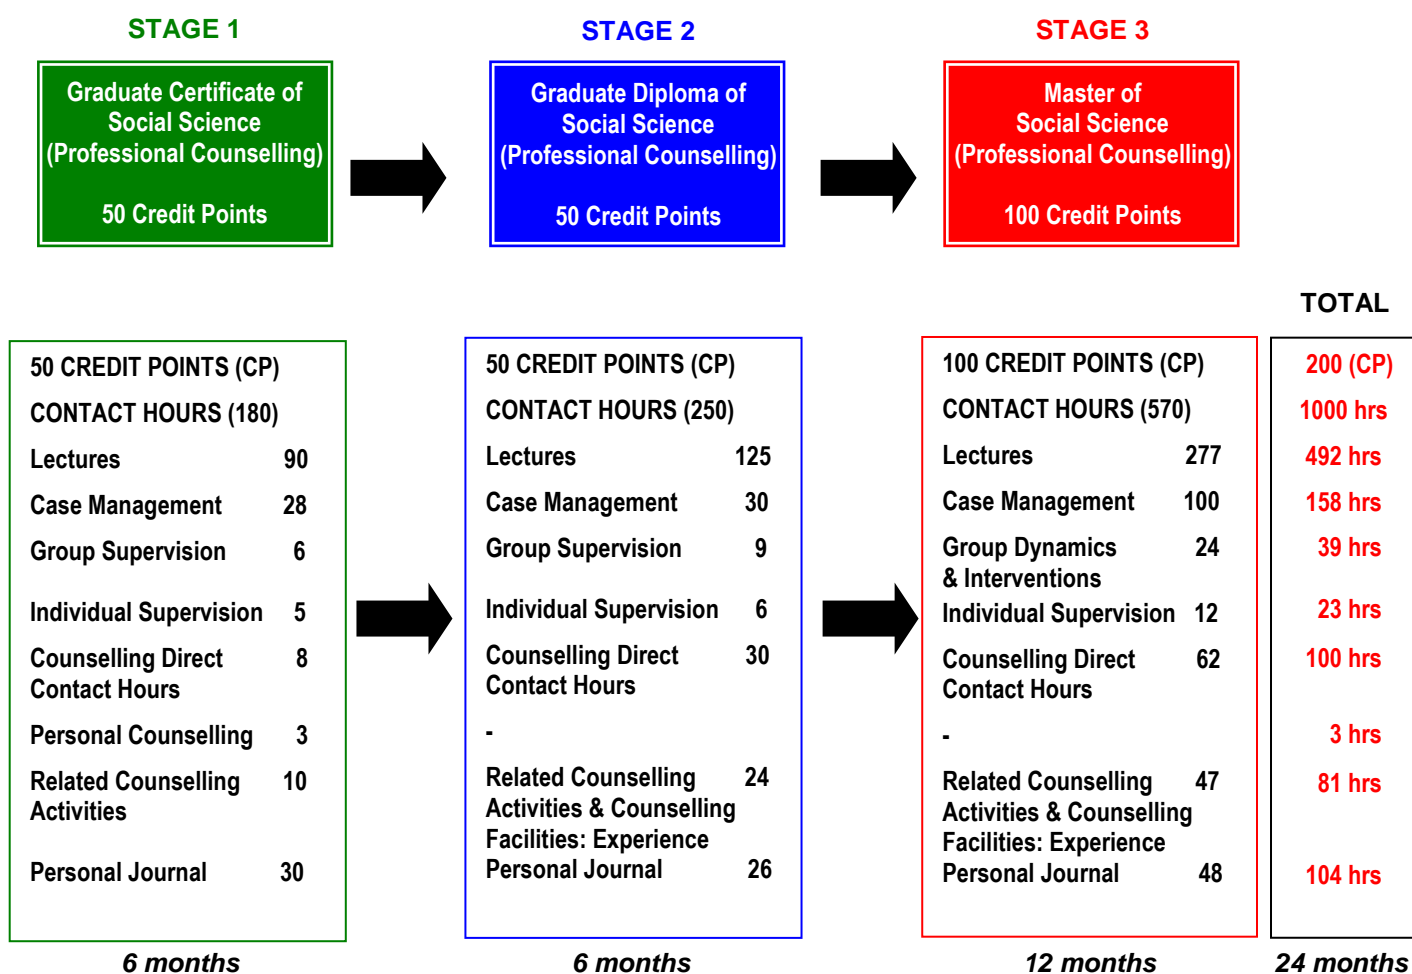 STAGE 1
STAGE 2
STAGE 3
Graduate Certificate of
Social Science
(Professional Counselling)
50 Credit Points
Graduate Diploma of
Social Science
(Professional Counselling)
50 Credit Points
Master of
Social Science
(Professional Counselling)
100 Credit Points
50 CREDIT POINTS (CP)
CONTACT HOURS (180)
Lectures 90
Case Management 28
Group Supervision 6
Individual Supervision 5
Counselling Direct 8
Contact Hours
Personal Counselling 3
Related Counselling 10
Activities
Personal Journal 30
6 months
50 CREDIT POINTS (CP)
CONTACT HOURS (250)
Lectures 125
Case Management 30
Group Supervision 9
Individual Supervision 6
Counselling Direct 30
Contact Hours
-
Related Counselling 24
Activities & Counselling
Facilities: Experience
Personal Journal 26
6 months
100 CREDIT POINTS (CP)
CONTACT HOURS (570)
Lectures 277
Case Management 100
Group Dynamics 24
& Interventions
Individual Supervision 12
Counselling Direct 62
Contact Hours
-
Related Counselling 47
Activities & Counselling
Facilities: Experience
Personal Journal 48
12 months
TOTAL
200 (CP)
1000 hrs
492 hrs
158 hrs
39 hrs
23 hrs
100 hrs
3 hrs
81 hrs
104 hrs
24 months